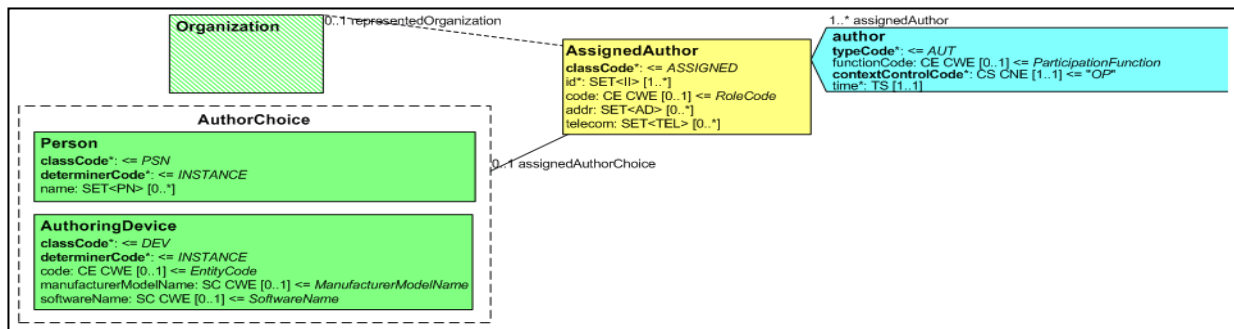 Organization
0..1 representedOrganization
1..* assignedAuthor
author
typeCode*: <= AUT
functionCode: CE CWE [0..1] <= ParticipationFunction
contextControlCode*: CS CNE [1..1] <= "OP"
time*: TS [1..1]
AssignedAuthor
classCode*: <= ASSIGNED
id*: SET<II> [1..*]
code: CE CWE [0..1] <= RoleCode
addr: SET<AD> [0..*]
telecom: SET<TEL> [0..*]
0..1 assignedAuthorChoice
AuthorChoice
Person
classCode*: <= PSN
determinerCode*: <= INSTANCE
name: SET<PN> [0..*]
AuthoringDevice
classCode*: <= DEV
determinerCode*: <= INSTANCE
code: CE CWE [0..1] <= EntityCode
manufacturerModelName: SC CWE [0..1] <= ManufacturerModelName
softwareName: SC CWE [0..1] <= SoftwareName